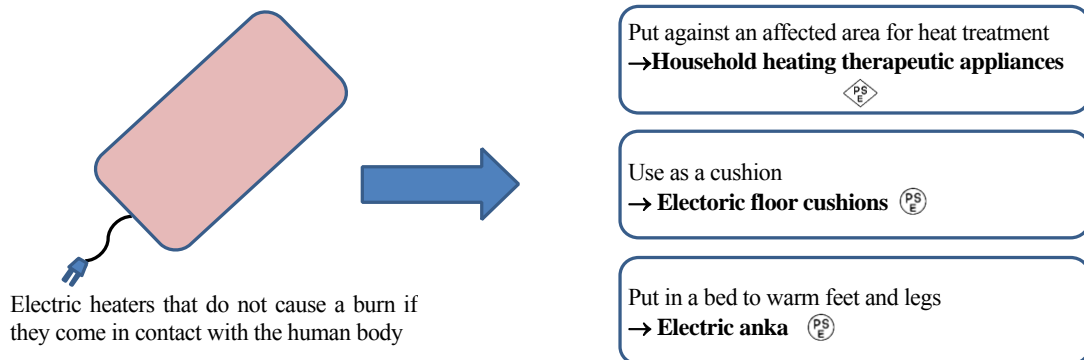 Put against an affected area for heat treatment
→Household heating therapeutic appliances
PS
E
Use as a cushion
→ Electoric floor cushions
PS
E
Put in a bed to warm feet and legs
→ Electric anka
PS
E
Electric heaters that do not cause a burn if
they come in contact with the human body